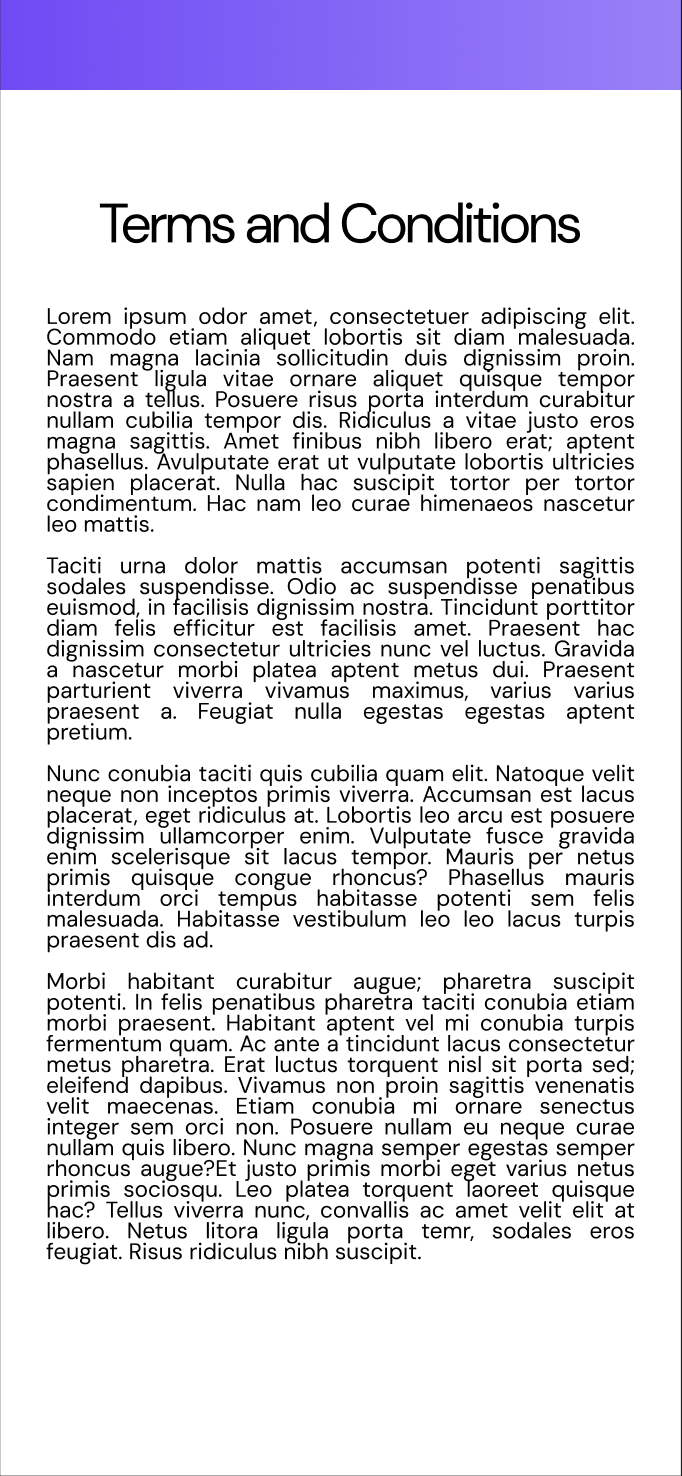 Terms and Conditions
Lorem ipsum odor amet, consectetuer adipiscing elit.
Commodo etiam aliquet lobortis sit diam malesuada.
Nam magna lacinia sollicitudin duis dignissim proin.
Praesent ligula vitae ornare aliquet quisque tempor
nostra a tellus. Posuere risus porta interdum curabitur
nullam cubilia tempor dis. Ridiculus a vitae justo eros
magna sagittis. Amet finibus nibh libero erat; aptent
phasellus. Avulputate erat ut vulputate lobortis ultricies
sapien placerat. Nulla hac suscipit tortor per tortor
condimentum. Hac nam leo curae himenaeos nascetur
leo mattis.
Taciti urna dolor mattis accumsan potenti sagittis
sodales suspendisse. Odio ac suspendisse penatibus
euismod, in facilisis dignissim nostra. Tincidunt porttitor
diam felis efficitur est facilisis amet. Praesent hac
dignissim consectetur ultricies nunc vel luctus. Gravida
a nascetur morbi platea aptent metus dui. Praesent
parturient viverra vivamus maximus, varius varius
praesent a. Feugiat nulla egestas egestas aptent
pretium.
Nunc conubia taciti quis cubilia quam elit. Natoque velit
neque non inceptos primis viverra. Accumsan est lacus
placerat, eget ridiculus at. Lobortis leo arcu est posuere
dignissim ullamcorper enim. Vulputate fusce gravida
enim scelerisque sit lacus tempor. Mauris per netus
primis quisque congue rhoncus? Phasellus mauris
interdum orci tempus habitasse potenti sem felis
malesuada. Habitasse vestibulum leo leo lacus turpis
praesent dis ad.
Morbi habitant curabitur augue; pharetra suscipit
potenti. In felis penatibus pharetra taciti conubia etiam
morbi praesent. Habitant aptent vel mi conubia turpis
fermentum quam. Ac ante a tincidunt lacus consectetur
metus pharetra. Erat luctus torquent nisl sit porta sed;
eleifend dapibus. Vivamus non proin sagittis venenatis
velit maecenas. Etiam conubia mi ornare senectus
integer sem orci non. Posuere nullam eu neque curae
nullam quis libero. Nunc magna semper egestas semper
rhoncus augue?Et justo primis morbi eget varius netus
primis sociosqu. Leo platea torquent laoreet quisque
hac? Tellus viverra nunc, convallis ac amet velit elit at
libero. Netus litora ligula porta temr, sodales eros
feugiat. Risus ridiculus nibh suscipit.